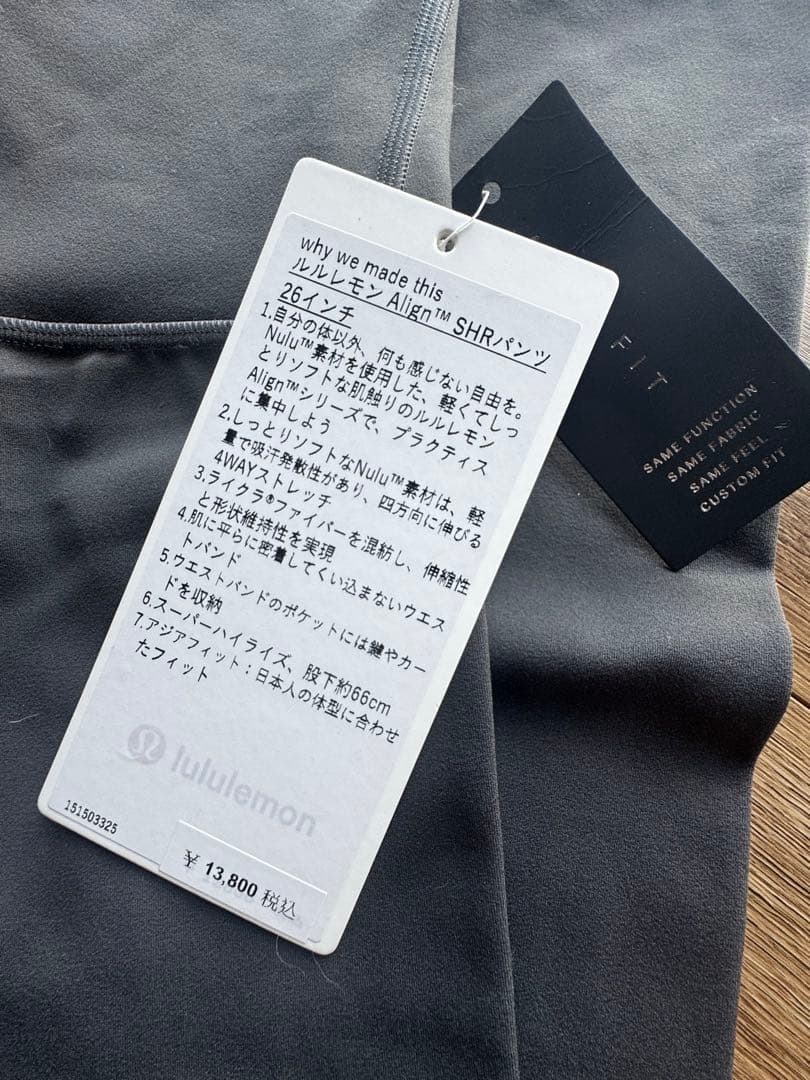 why we made this
ルルレモン Align™ SHRパンツ
26インチ
1.自分の体以外、何も感じない自由を。
Nulu™素材を使用した、軽くてしっ
とりソフトな肌触りのルルレモン
Align™シリーズで、プラクティス
に集中しよう
2.しっとりソフトなNulu™素材は、軽
量で吸汗発散性があり、四方向に伸びる
4WAYストレッチ
3.ライクラ®ファイバーを混紡し、伸縮性
と形状維持性を実現
4.肌に平らに密着してくい込まないウエス
トバンド
5.ウエストバンドのポケットには鍵やカー
ドを収納
6.スーパーハイライズ、股下約66cm
7.アジアフィット:日本人の体型に合わせ
たフィット
lululemon
151503325
¥ 13,800 税込
FIT
SAME FUNCTION
SAME FABRIC
SAME FEEL
CUSTOM FIT